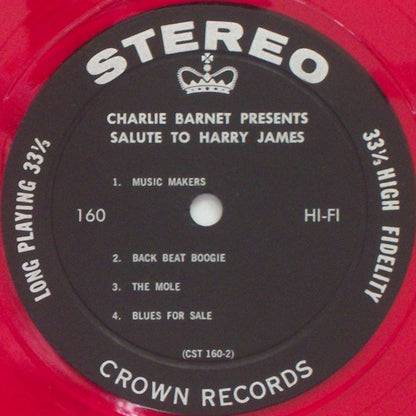 STEREO
CHARLIE BARNET PRESENTS
SALUTE TO HARRY JAMES
LONG PLAYING 33⅓
33⅓ HIGH FIDELITY
1. MUSIC MAKERS
160
HI-FI
2. BACK BEAT BOOGIE
3. THE MOLE
4. BLUES FOR SALE
(CST 160-2)
CROWN RECORDS